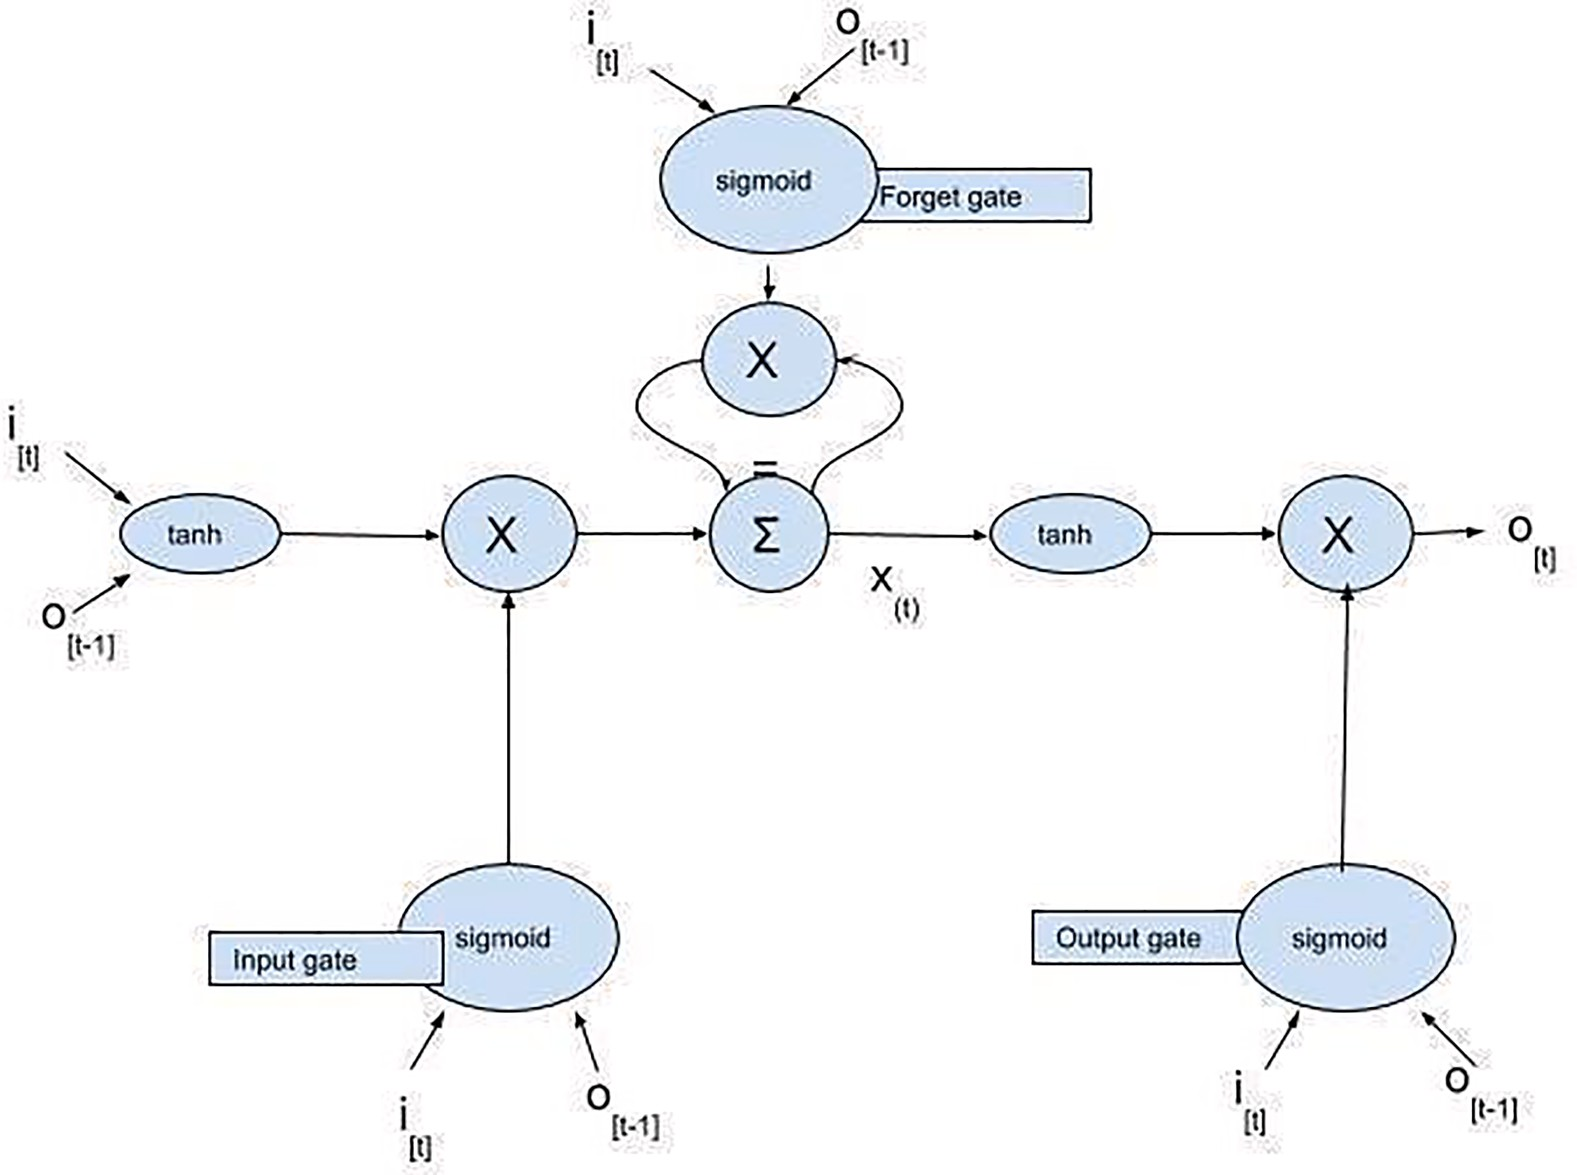 i
[t]
o
[t-1]
sigmoid
Forget gate
X
i
[t]
=
tanh
X
Σ
tanh
X
o
[t]
x
(t)
o
[t-1]
sigmoid
Input gate
Output gate
sigmoid
i
[t]
o
[t-1]
i
[t]
o
[t-1]